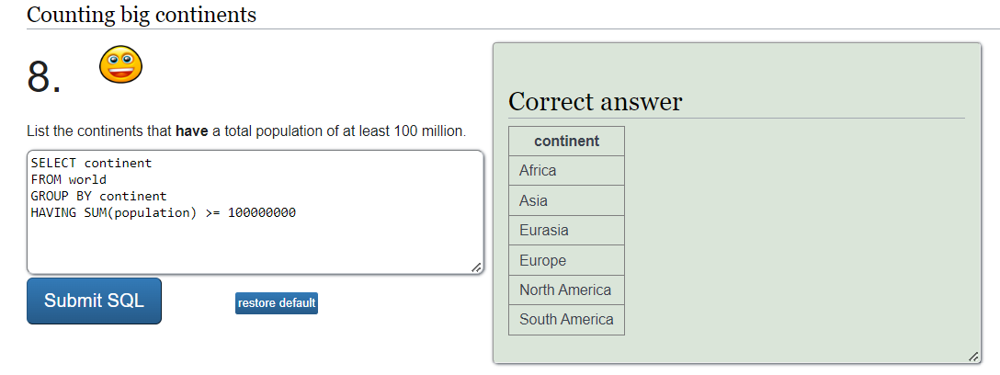 Counting big continents
8.
List the continents that have a total population of at least 100 million.
SELECT continent
FROM world
GROUP BY continent
HAVING SUM(population) >= 100000000
Submit SQL
restore default
Correct answer
continent
Africa
Asia
Eurasia
Europe
North America
South America